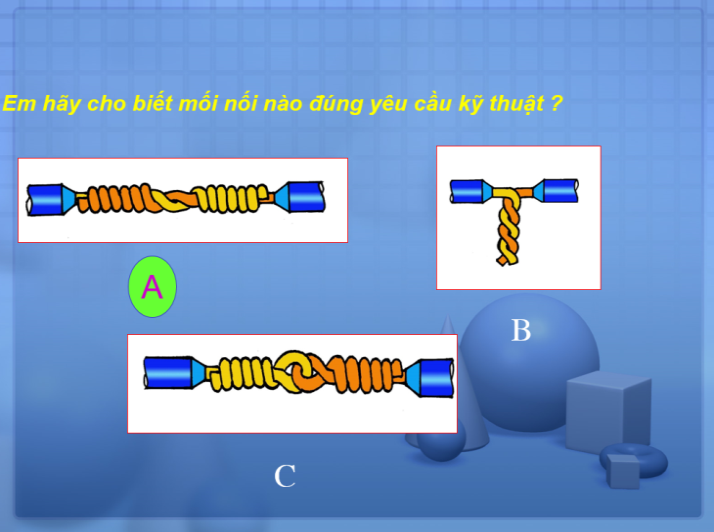 Em hãy cho biết mối nối nào đúng yêu cầu kỹ thuật ?
A
B
C